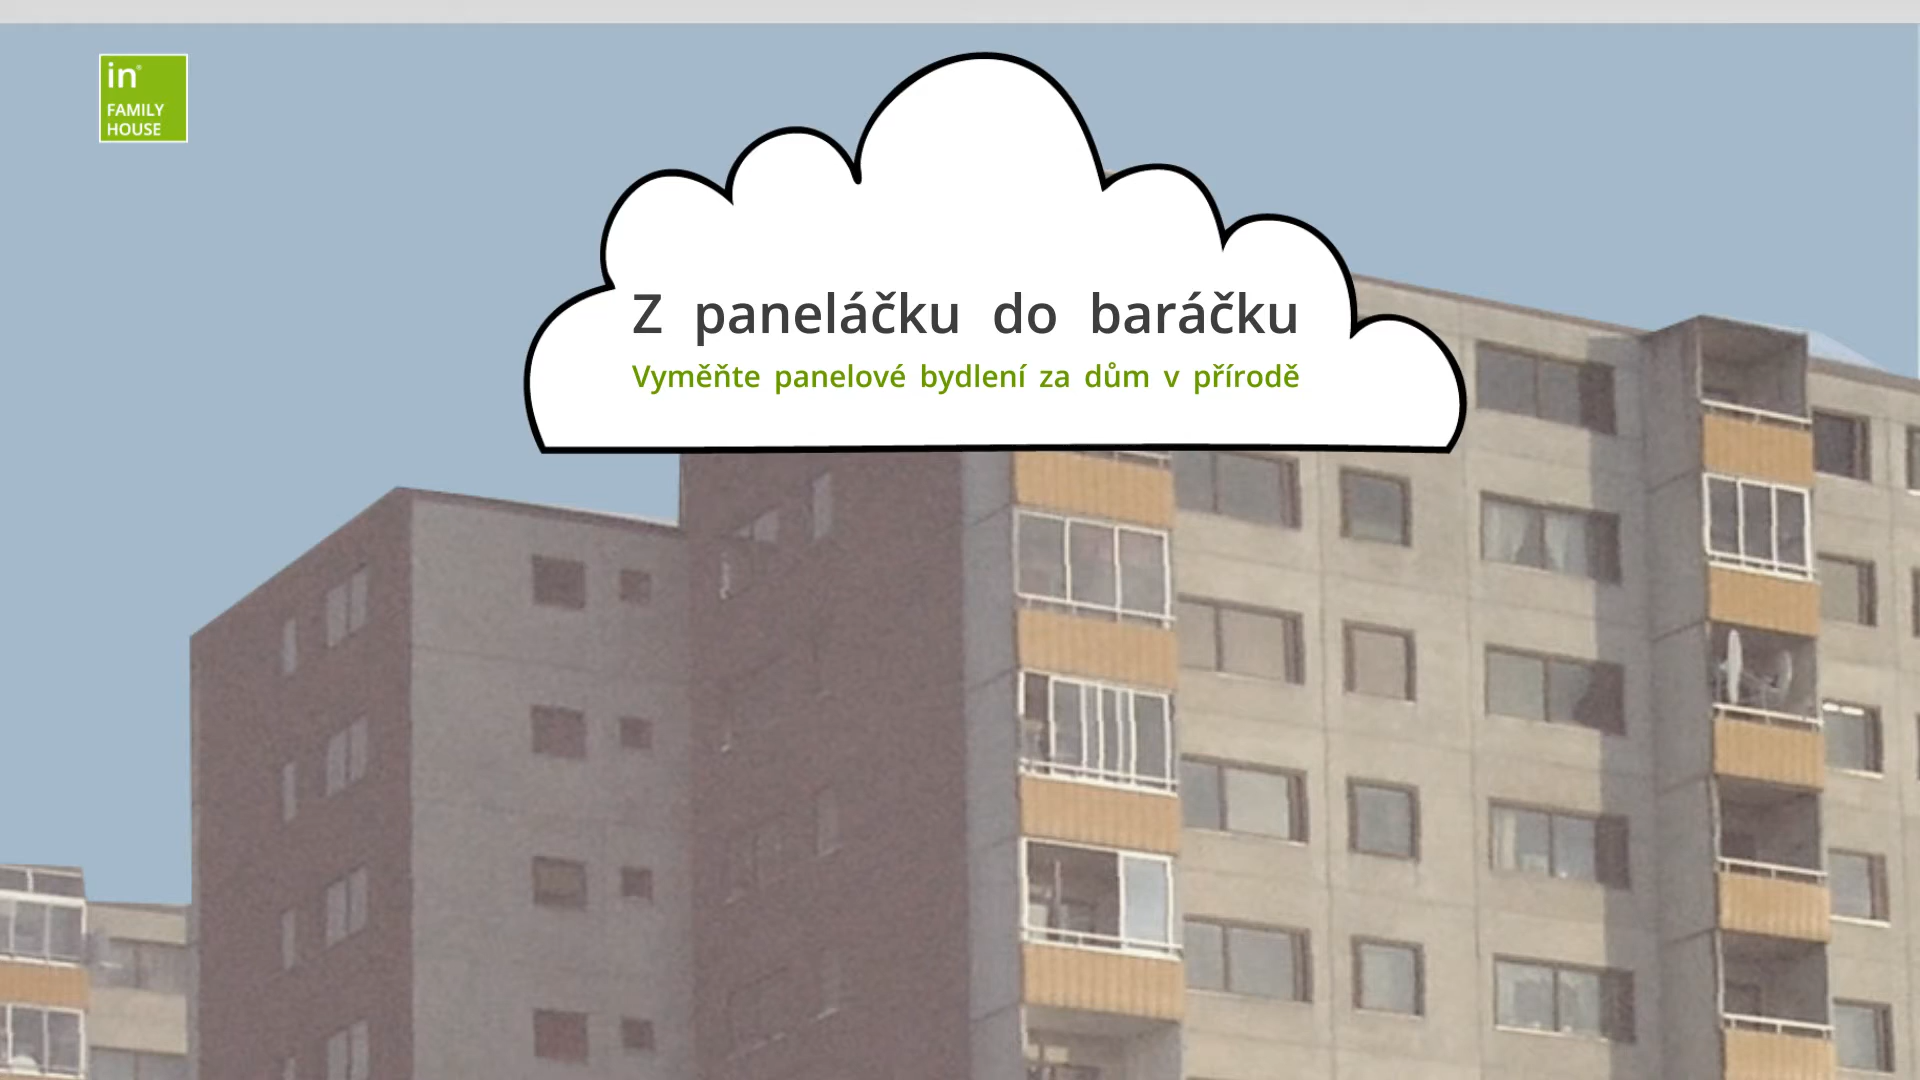 in®
FAMILY
HOUSE
Z paneláčku do baráčku
Vyměňte panelové bydlení za dům v přírodě